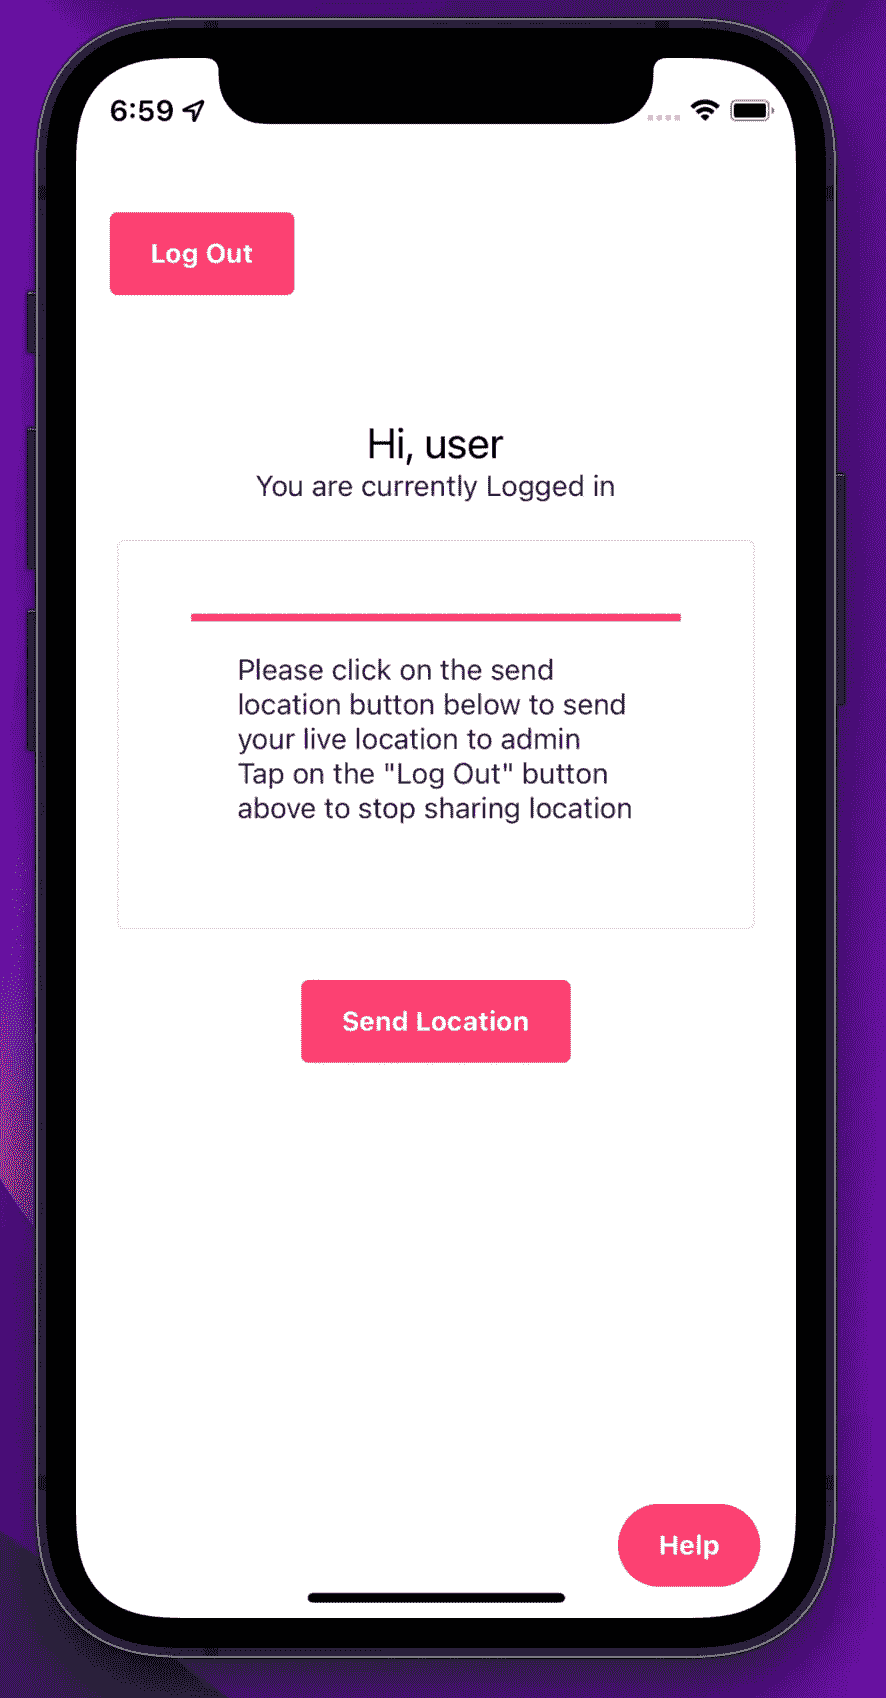 6:59
Log Out
Hi, user
You are currently Logged in
Please click on the send
location button below to send
your live location to admin
Tap on the "Log Out" button
above to stop sharing location
Send Location
Help